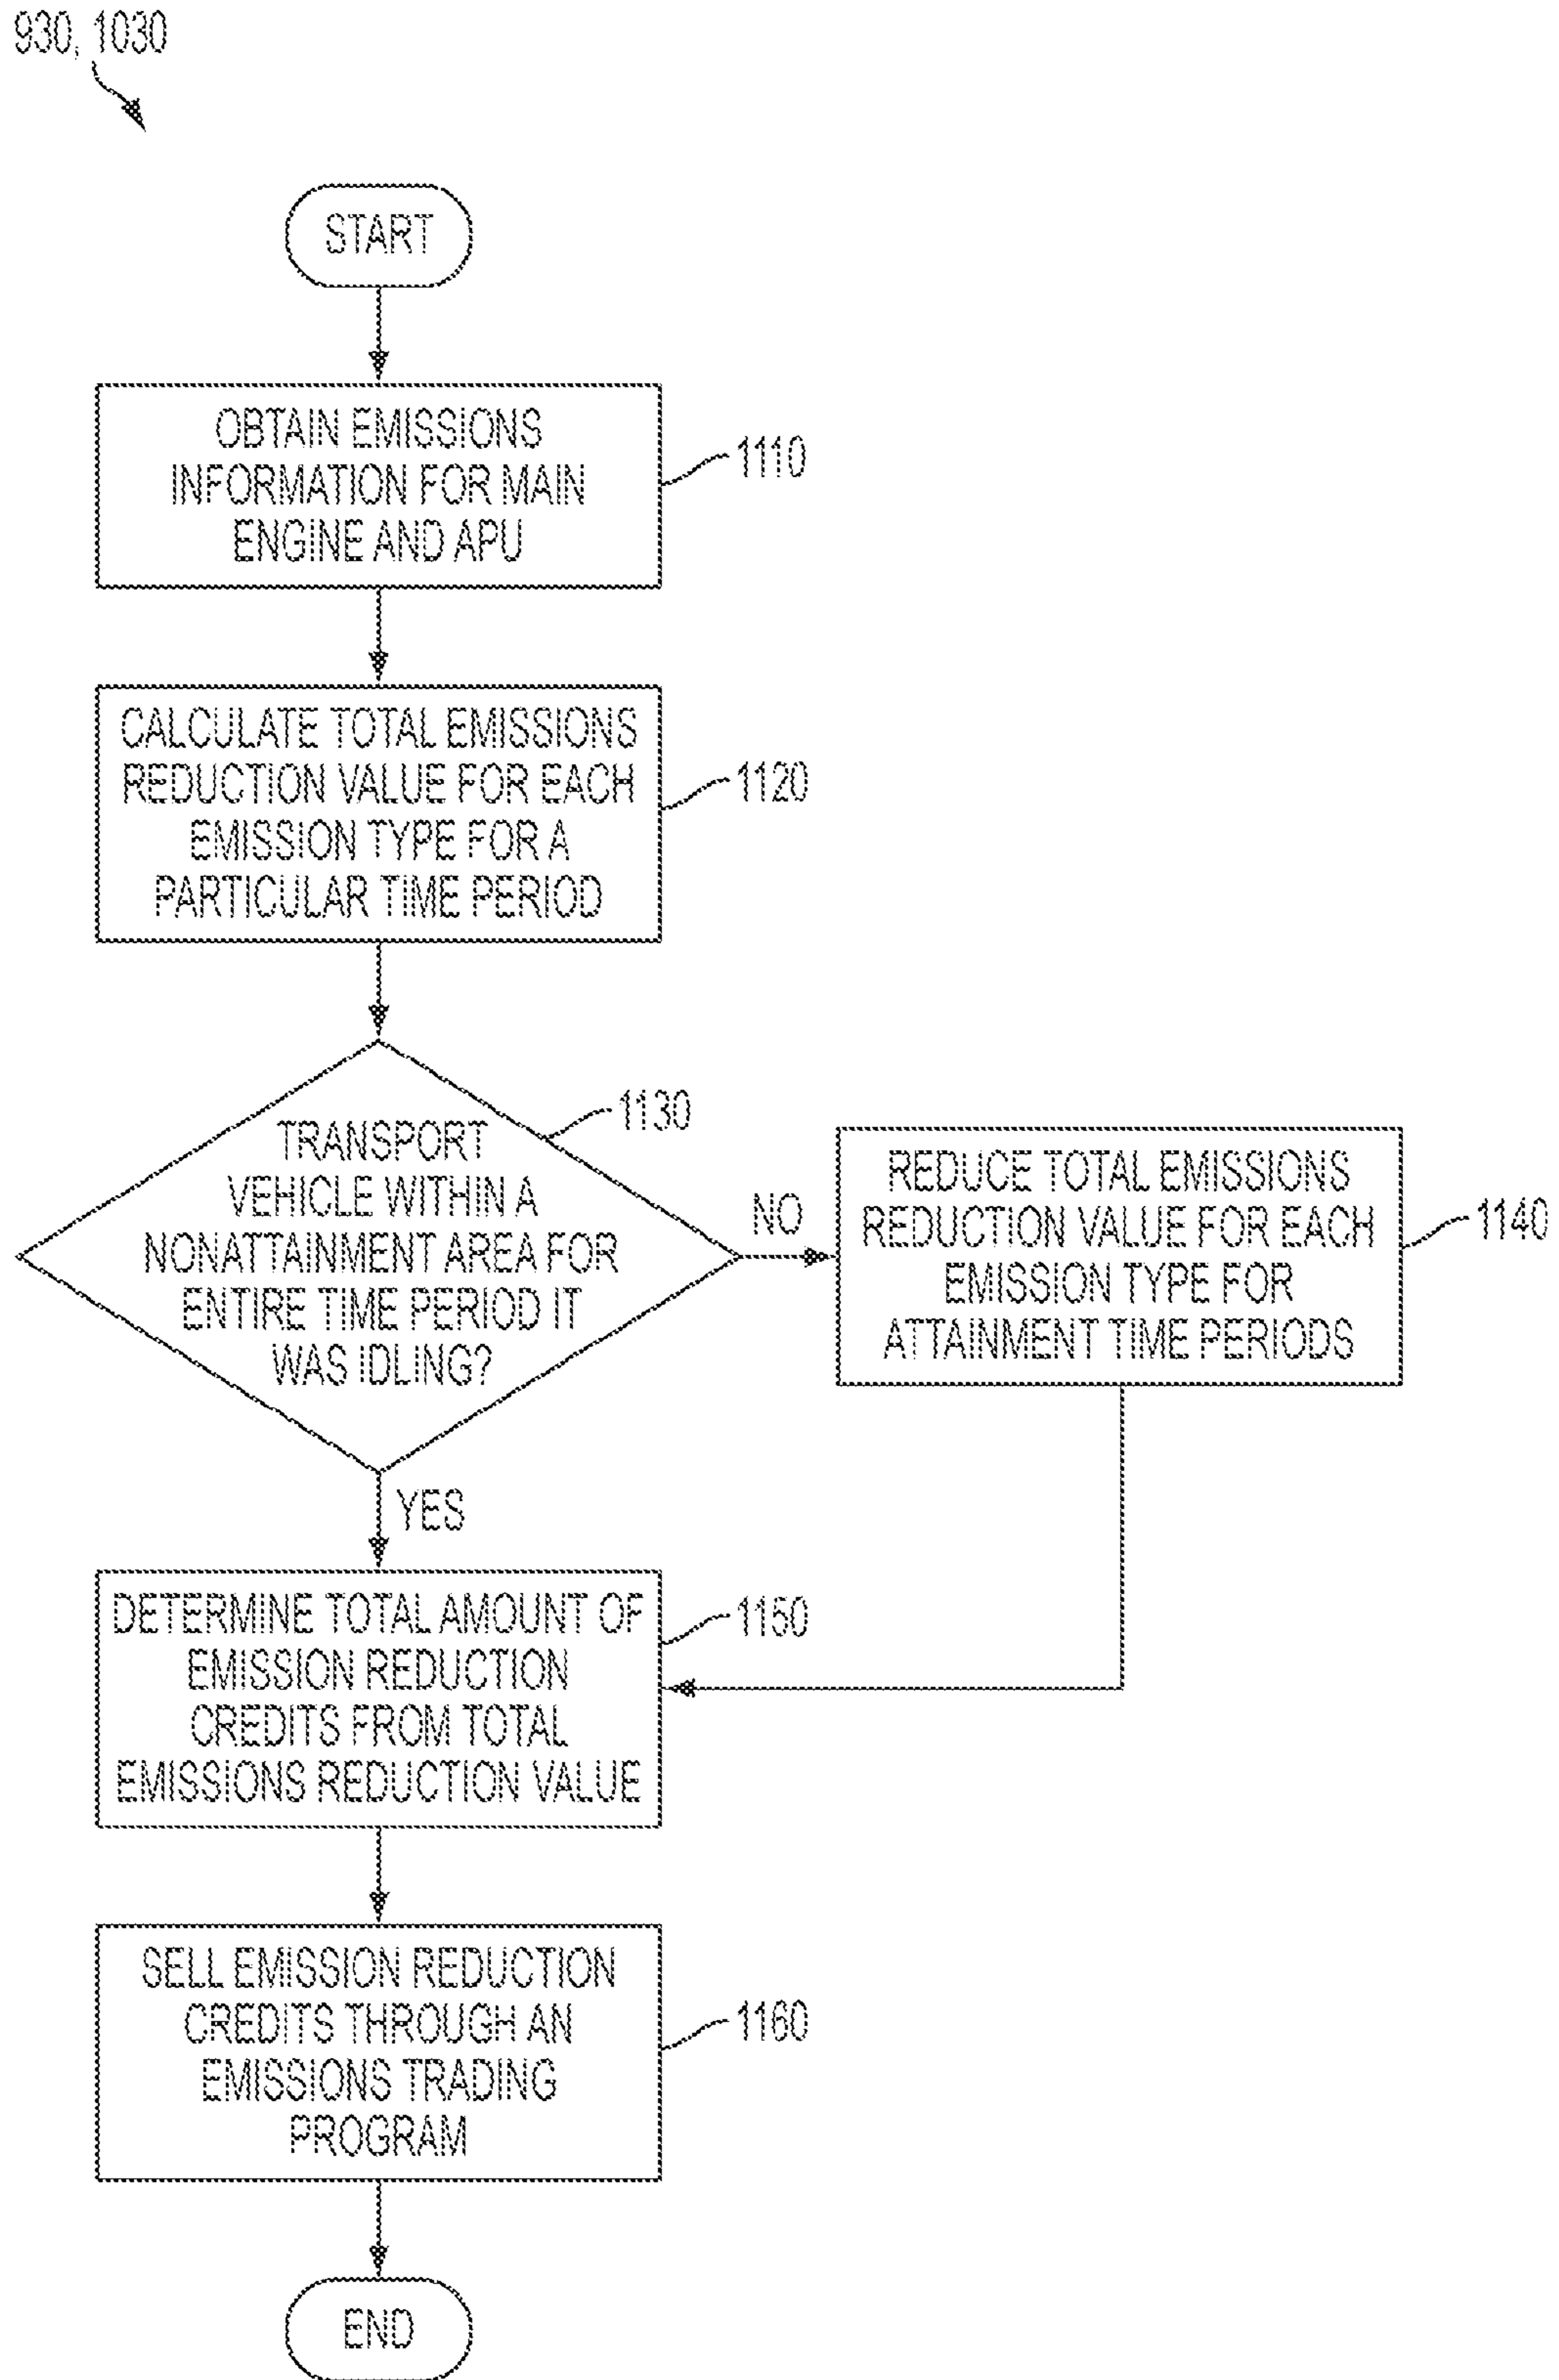 930, 1030
START
OBTAIN EMISSIONS
INFORMATION FOR MAIN
ENGINE AND APU
1110
CALCULATE TOTAL EMISSIONS
REDUCTION VALUE FOR EACH
EMISSION TYPE FOR A
PARTICULAR TIME PERIOD
1120
TRANSPORT
VEHICLE WITHIN A
NONATTAINMENT AREA FOR
ENTIRE TIME PERIOD IT
WAS IDLING?
1130
NO
REDUCE TOTAL EMISSIONS
REDUCTION VALUE FOR EACH
EMISSION TYPE FOR
ATTAINMENT TIME PERIODS
1140
YES
DETERMINE TOTAL AMOUNT OF
EMISSION REDUCTION
CREDITS FROM TOTAL
EMISSIONS REDUCTION VALUE
1150
SELL EMISSION REDUCTION
CREDITS THROUGH AN
EMISSIONS TRADING
PROGRAM
1160
END